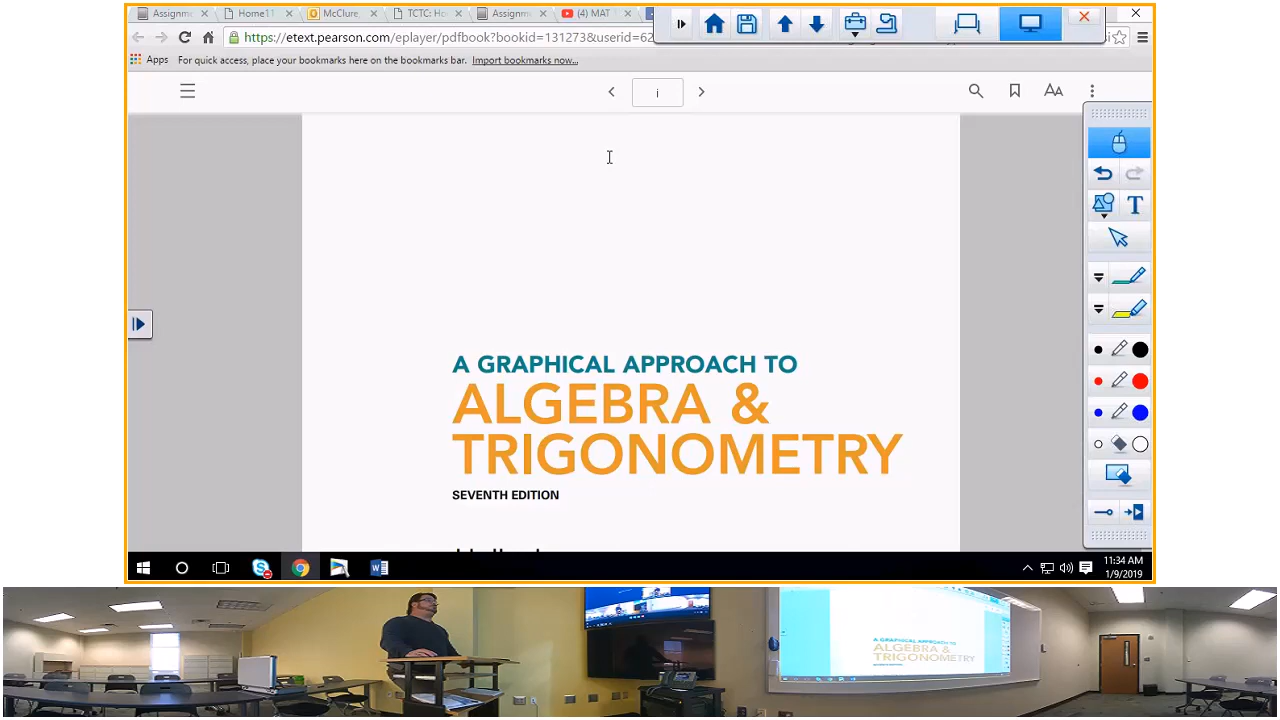 Assignm
Home11
McClure,
TCTC: Ho
Assignm
(4) MAT
https://etext.pearson.com/eplayer/pdfbook?bookid=131273&userid=62
Apps For quick access, place your bookmarks here on the bookmarks bar. Import bookmarks now...
i
AA
T
A GRAPHICAL APPROACH TO
ALGEBRA &
TRIGONOMETRY
SEVENTH EDITION
11:34 AM
1/9/2019
A GRAPHICAL APPROACH TO
ALGEBRA &
TRIGONOMETRY